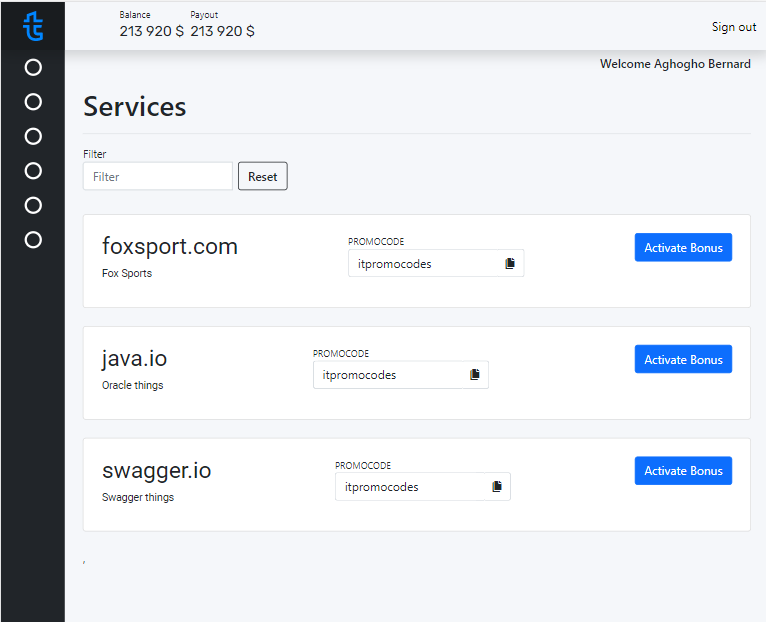 Balance Payout
213 920 $ 213 920 $
Sign out
Welcome Aghogho Bernard
Services
Filter
Filter Reset
foxsport.com
Fox Sports
PROMOCODE
itpromocodes
Activate Bonus
java.io
Oracle things
PROMOCODE
itpromocodes
Activate Bonus
swagger.io
Swagger things
PROMOCODE
itpromocodes
Activate Bonus
,